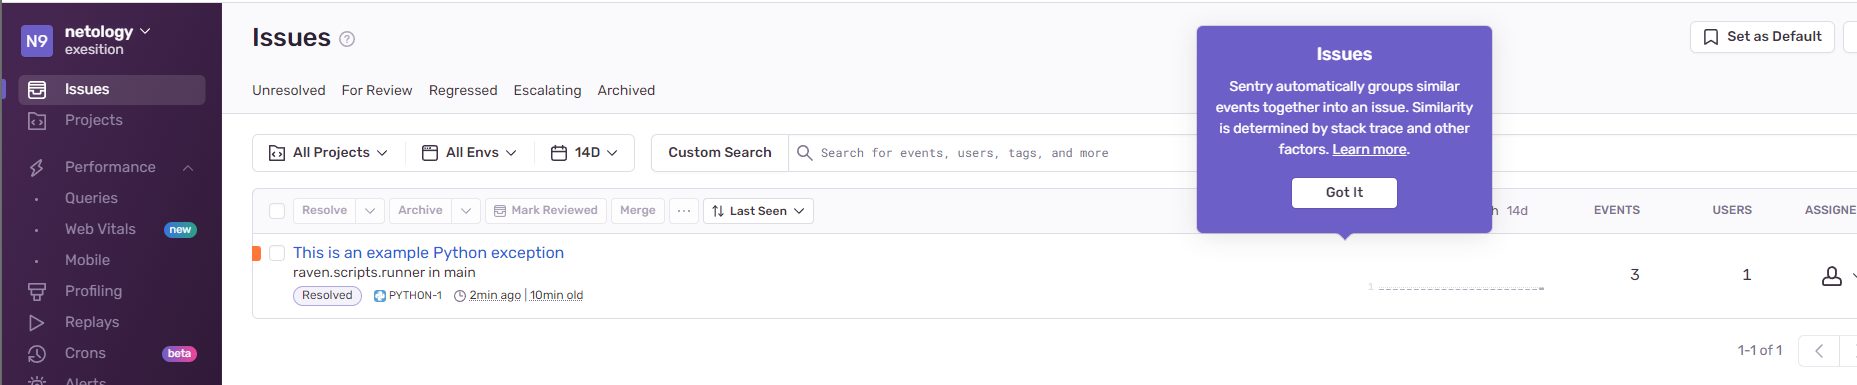 N9
netology
exesition
Issues
Projects
Performance
Queries
Web Vitals new
Mobile
Profiling
Replays
Crons beta
Alerts
Issues ?
Set as Default
Unresolved For Review Regressed Escalating Archived
All Projects All Envs 14D Custom Search Search for events, users, tags, and more
Issues
Sentry automatically groups similar
events together into an issue. Similarity
is determined by stack trace and other
factors. Learn more.
Got It
Resolve Archive Mark Reviewed Merge ... Last Seen 14d EVENTS USERS ASSIGNE
This is an example Python exception
raven.scripts.runner in main
Resolved PYTHON-1 2min ago | 10min old
1 3 1
1-1 of 1